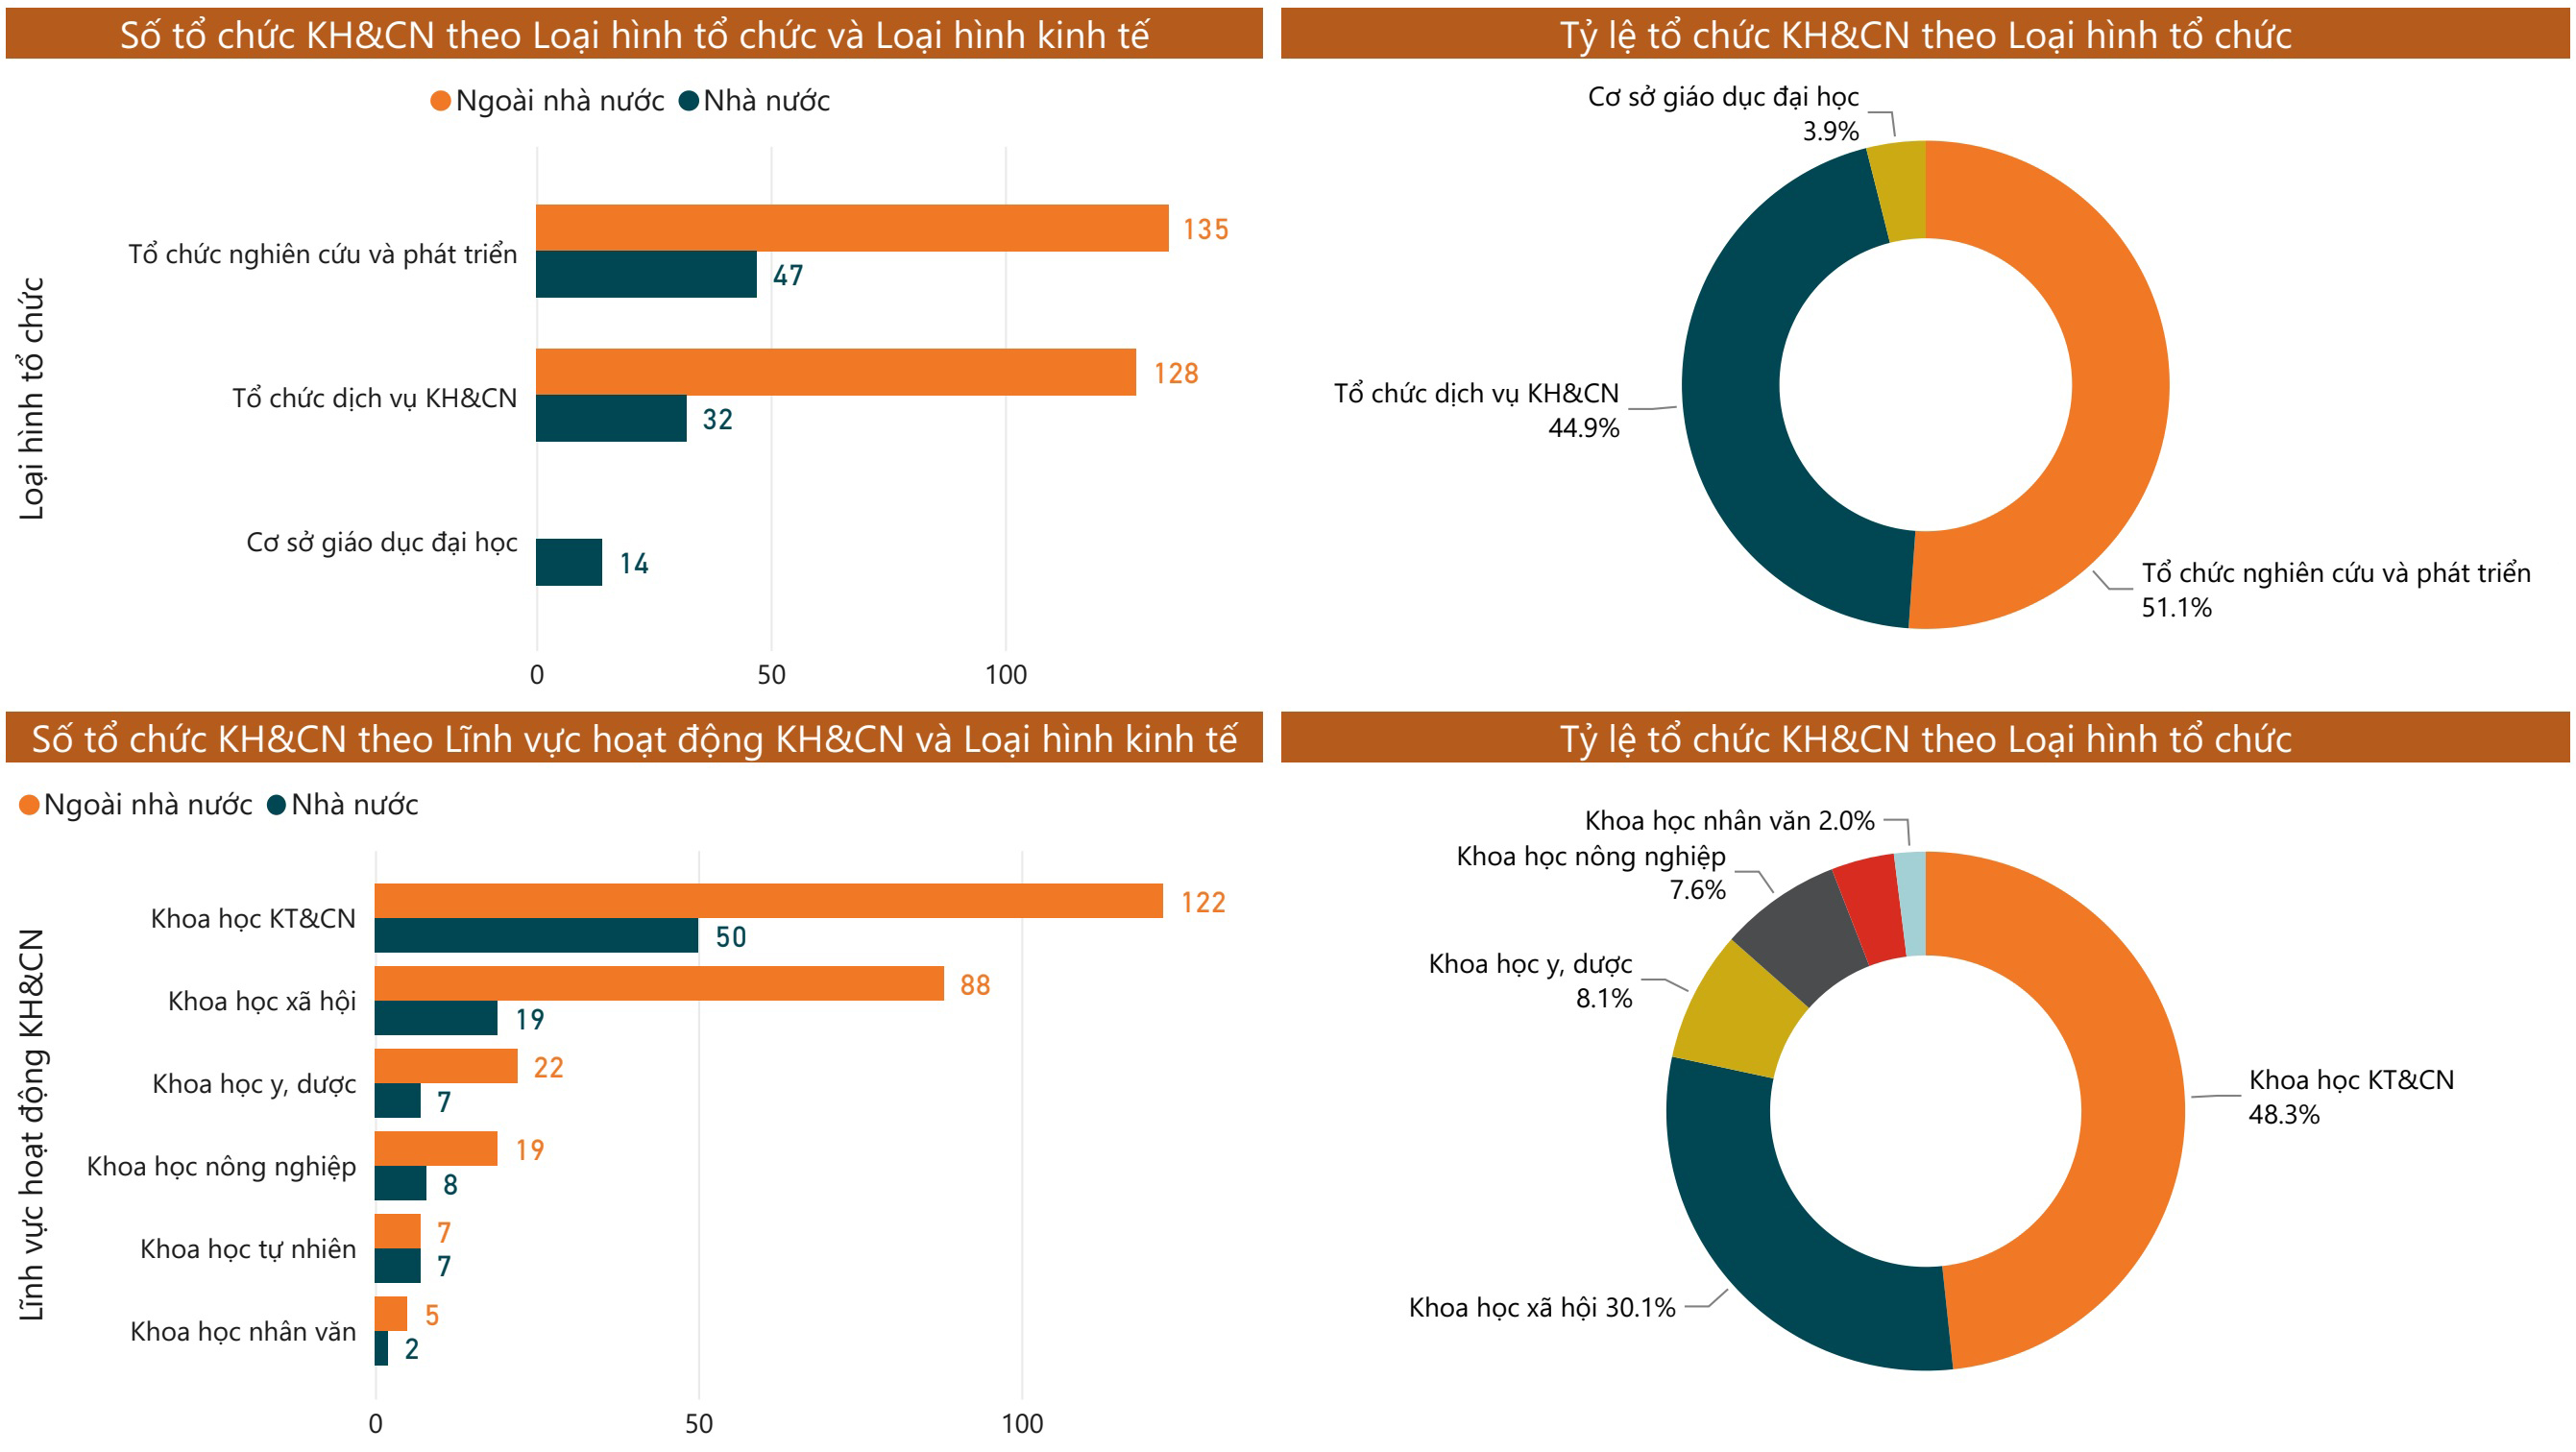 Số tổ chức KH&CN theo Loại hình tổ chức và Loại hình kinh tế
Ngoài nhà nước Nhà nước
Loại hình tổ chức
Tổ chức nghiên cứu và phát triển
135
47
Tổ chức dịch vụ KH&CN
128
32
Cơ sở giáo dục đại học
14
0 50 100
Tỷ lệ tổ chức KH&CN theo Loại hình tổ chức
Cơ sở giáo dục đại học
3.9%
Tổ chức dịch vụ KH&CN
44.9%
Tổ chức nghiên cứu và phát triển
51.1%
Số tổ chức KH&CN theo Lĩnh vực hoạt động KH&CN và Loại hình kinh tế
Ngoài nhà nước Nhà nước
Lĩnh vực hoạt động KH&CN
Khoa học KT&CN
122
50
Khoa học xã hội
88
19
Khoa học y, dược
22
7
Khoa học nông nghiệp
19
8
Khoa học tự nhiên
7
7
Khoa học nhân văn
5
2
0 50 100
Tỷ lệ tổ chức KH&CN theo Loại hình tổ chức
Khoa học nhân văn 2.0%
Khoa học nông nghiệp
7.6%
Khoa học y, dược
8.1%
Khoa học KT&CN
48.3%
Khoa học xã hội 30.1%